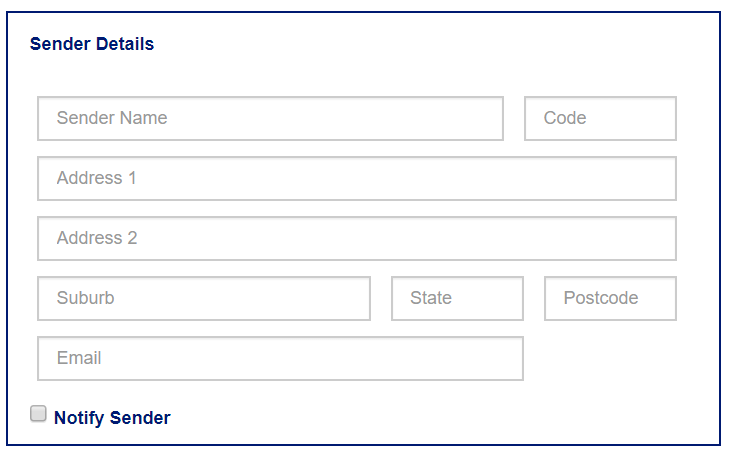 Sender Details
Sender Name Code
Address 1
Address 2
Suburb State Postcode
Email
Notify Sender